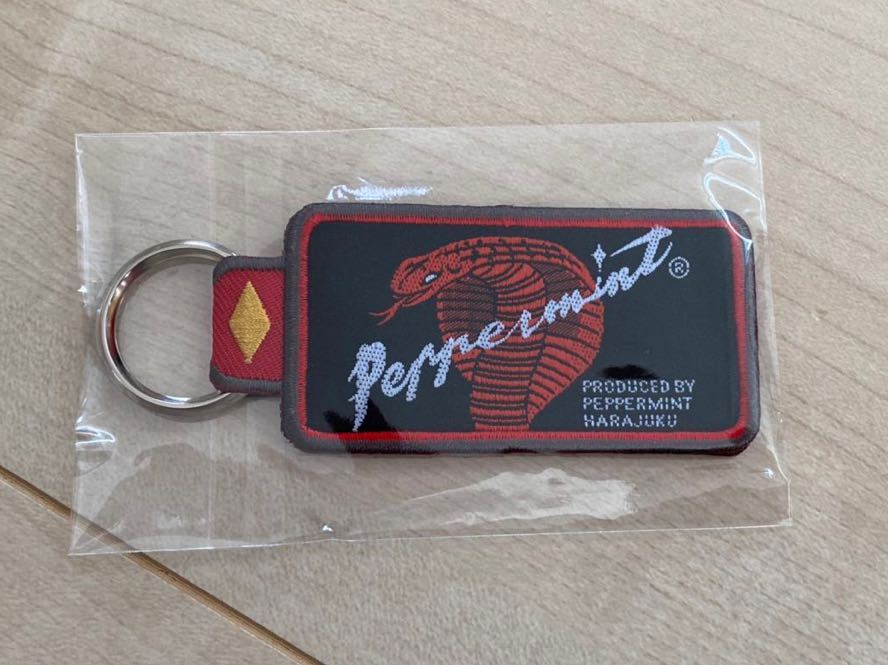 Peppermint®
PRODUCED BY
PEPPERMINT
HARAJUKU